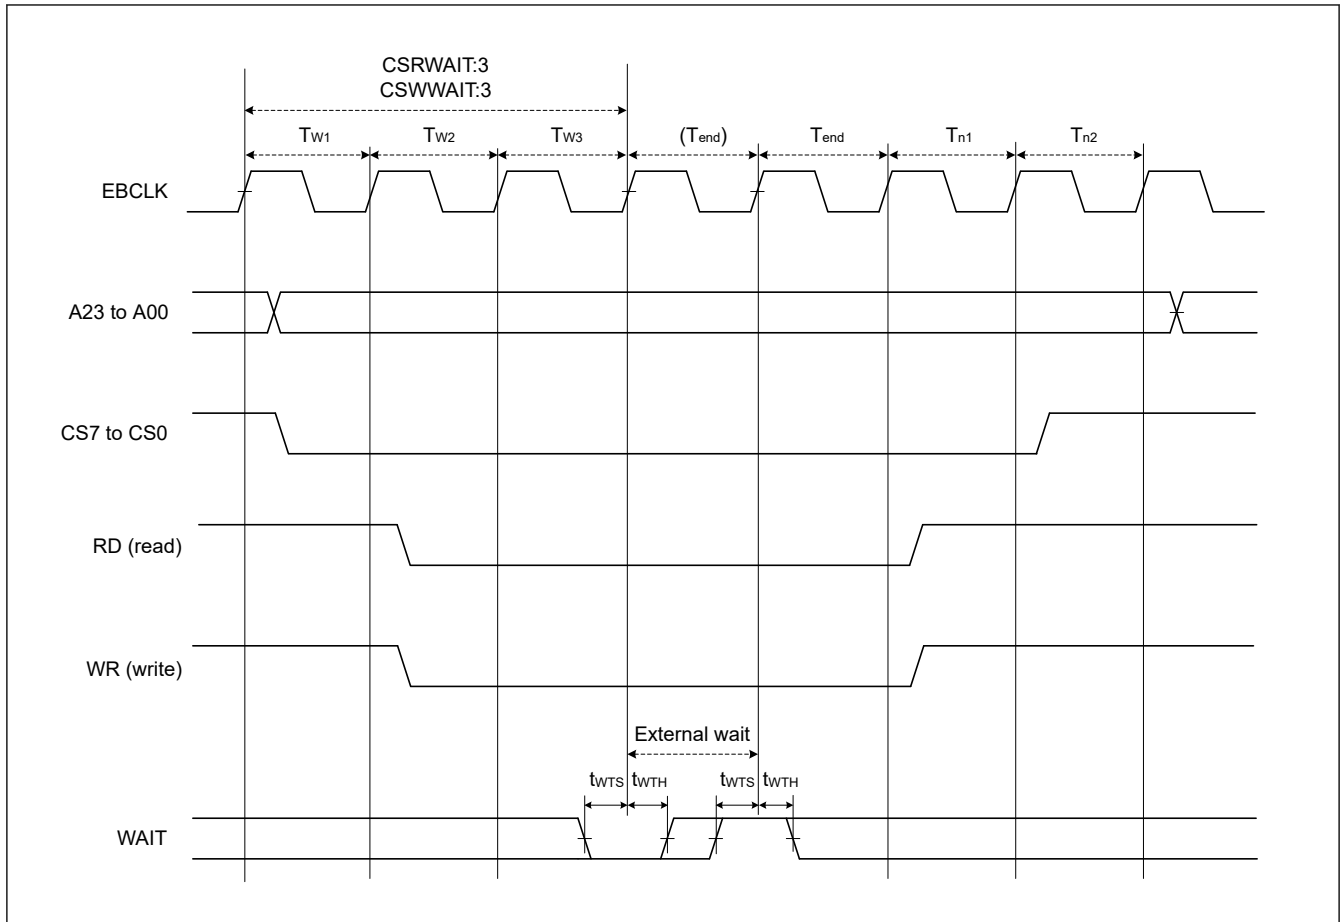 CSRWAIT:3
CSWWAIT:3
TW1 TW2 TW3 (Tend) Tend Tn1 Tn2
EBCLK
A23 to A00
CS7 to CS0
RD (read)
WR (write)
External wait
tWTS tWTH tWTS tWTH
WAIT